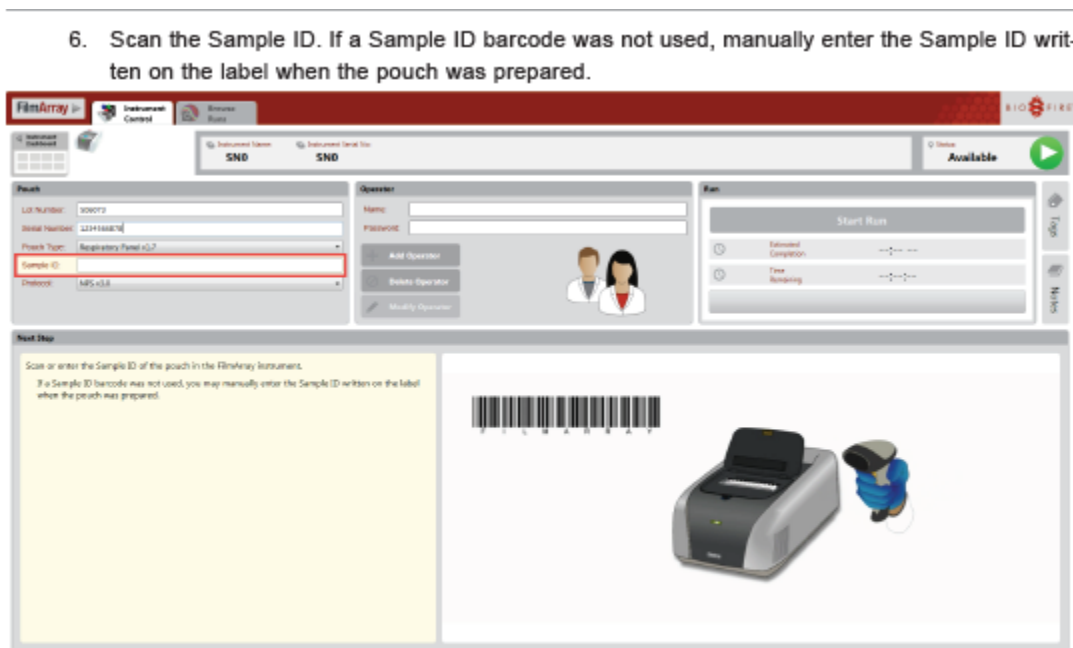 6. Scan the Sample ID. If a Sample ID barcode was not used, manually enter the Sample ID writ-
ten on the label when the pouch was prepared.
FilmArray
Instrument Control
Browse Runs
BIOFIRE
Instrument Dashboard
Instrument Name
SN0
Instrument Serial No
SN0
Status
Available
Pouch
Lot Number:
Serial Number:
Pouch Type: Respiratory Panel v1.7
Sample ID:
Protocol: NPS v3.0
Operator
Name:
Password:
Add Operator
Delete Operator
Modify Operator
Run
Start Run
Estimated Completion --:-- --
Time Remaining --:--:--
Tags
Notes
Next Step
Scan or enter the Sample ID of the pouch in the FilmArray instrument.
If a Sample ID barcode was not used, you may manually enter the Sample ID written on the label
when the pouch was prepared.
F I L M A R R A Y